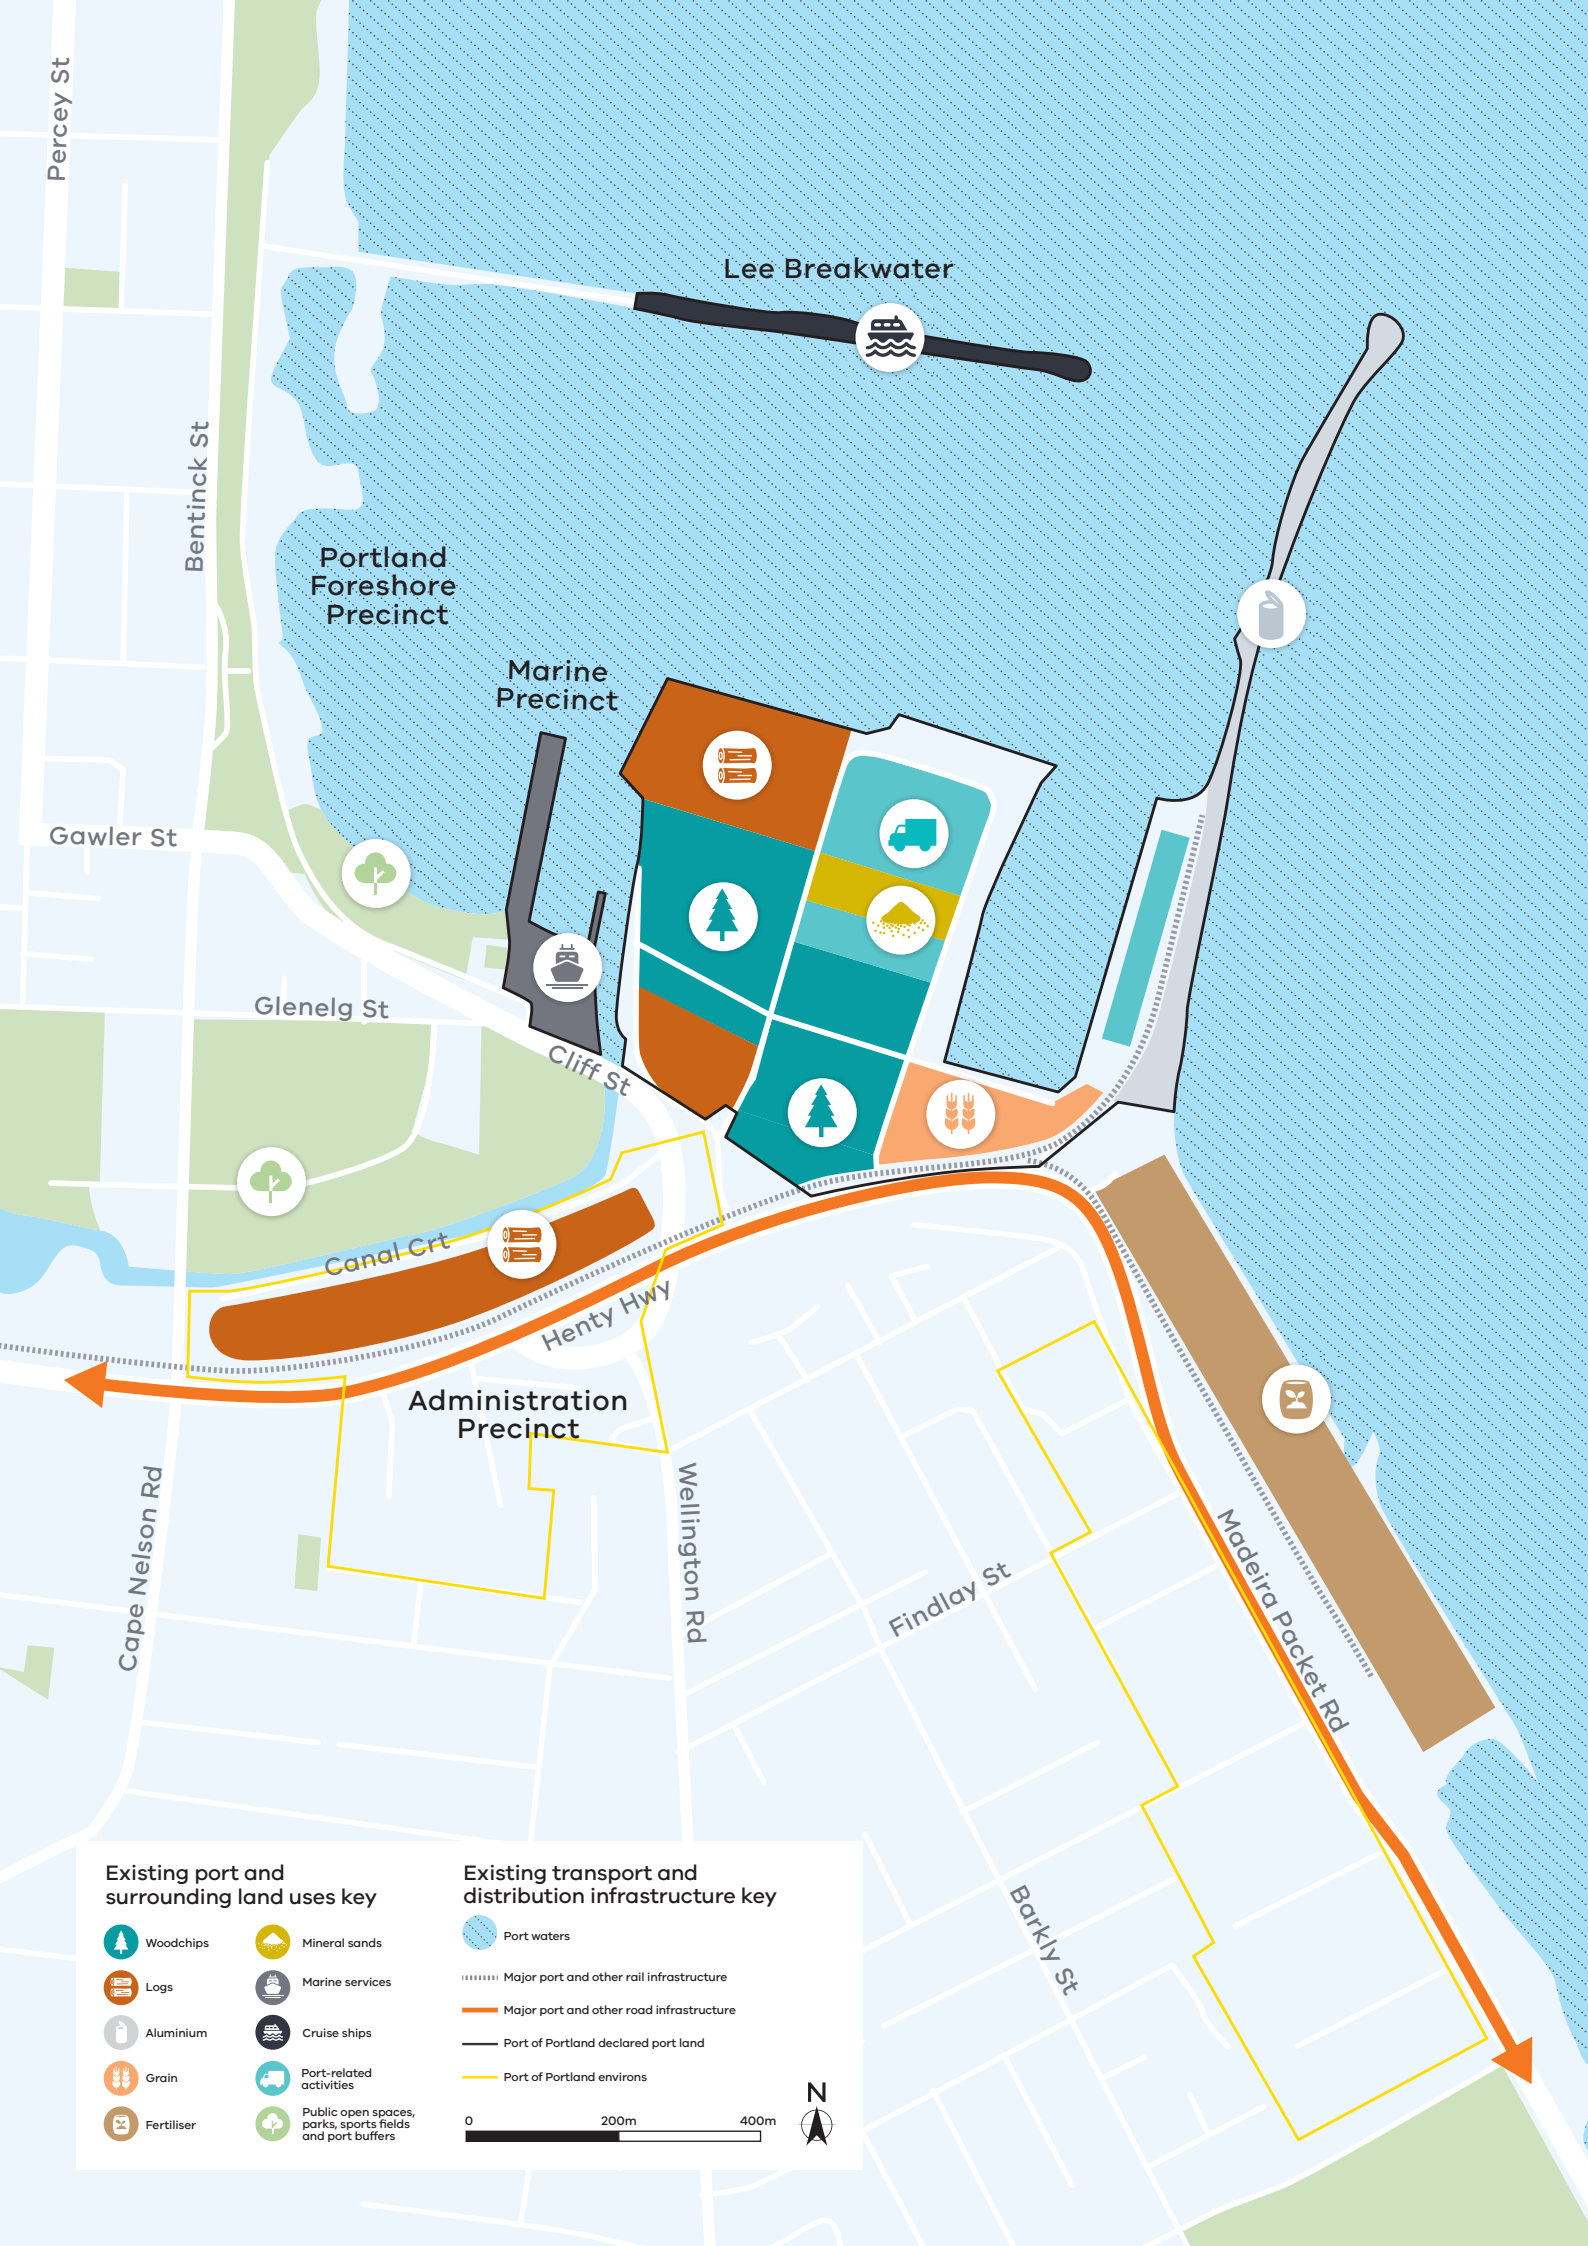 Percey St
Lee Breakwater
Bentinck St
Portland
Foreshore
Precinct
Marine
Precinct
Gawler St
Glenelg St
Cliff St
Canal Crt
Henty Hwy
Administration
Precinct
Cape Nelson Rd
Wellington Rd
Findlay St
Madeira Packet Rd
Barkly St
Existing port and
surrounding land uses key
Woodchips
Logs
Aluminium
Grain
Fertiliser
Mineral sands
Marine services
Cruise ships
Port-related
activities
Public open spaces,
parks, sports fields
and port buffers
Existing transport and
distribution infrastructure key
Port waters
Major port and other rail infrastructure
Major port and other road infrastructure
Port of Portland declared port land
Port of Portland environs
0 200m 400m
N